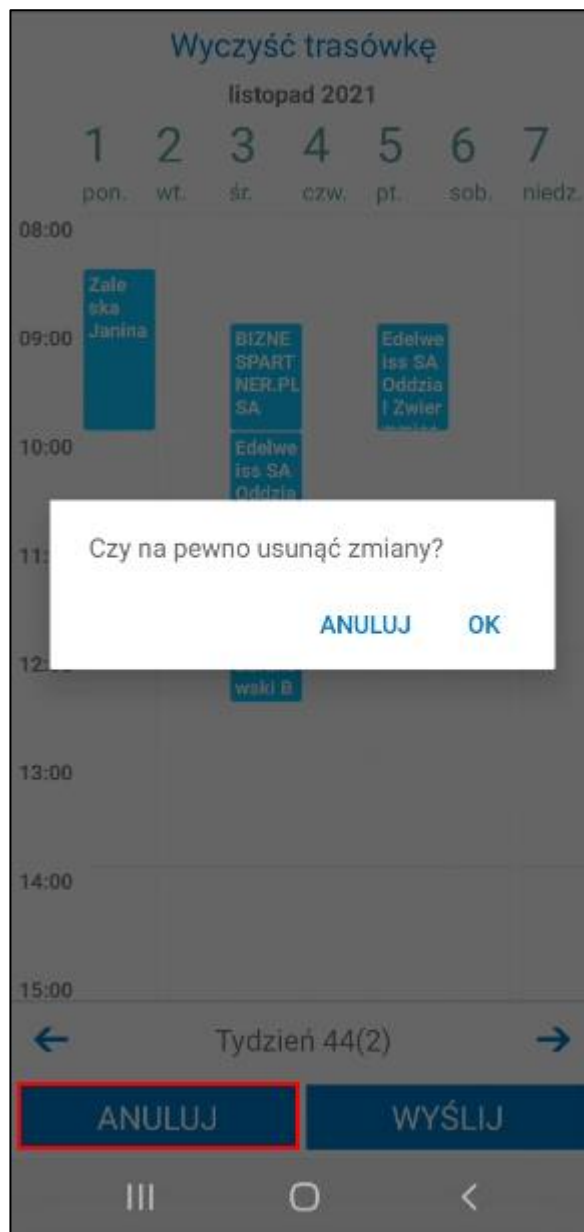 Wyczyść trasówkę
listopad 2021
1 2 3 4 5 6 7
pon. wt. śr. czw. pt. sob. niedz.
08:00
Zale
ska
Janina
09:00
BIZNE
SPART
NER.PL
SA
Edelwe
iss SA
Oddzia
l Zwier
10:00
Edelwe
iss SA
Oddzia
11:
Czy na pewno usunąć zmiany?
ANULUJ OK
12:
wski B
13:00
14:00
15:00
← Tydzień 44(2) →
ANULUJ WYŚLIJ